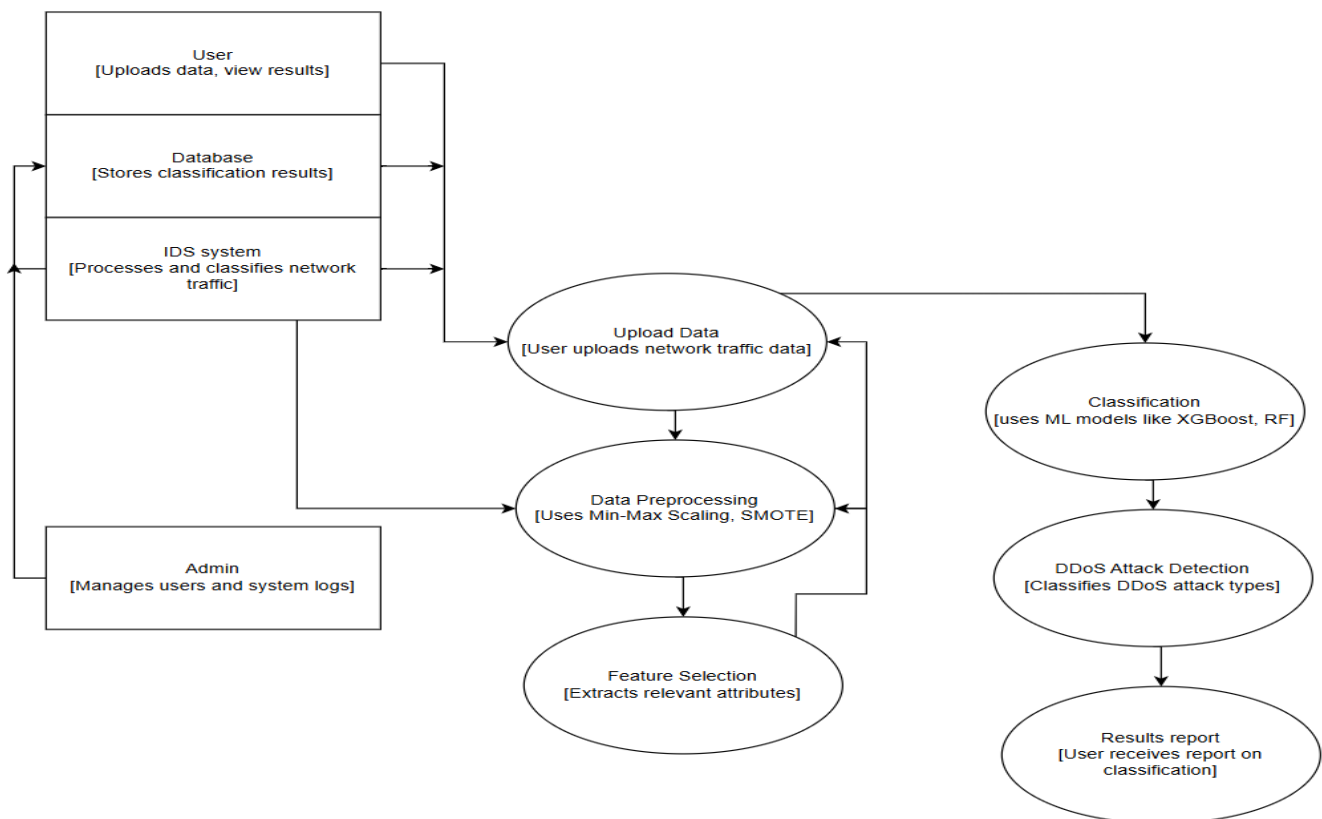 User
[Uploads data, view results]
Database
[Stores classification results]
IDS system
[Processes and classifies network
traffic]
Admin
[Manages users and system logs]
Upload Data
[User uploads network traffic data]
Data Preprocessing
[Uses Min-Max Scaling, SMOTE]
Feature Selection
[Extracts relevant attributes]
Classification
[uses ML models like XGBoost, RF]
DDoS Attack Detection
[Classifies DDoS attack types]
Results report
[User receives report on
classification]